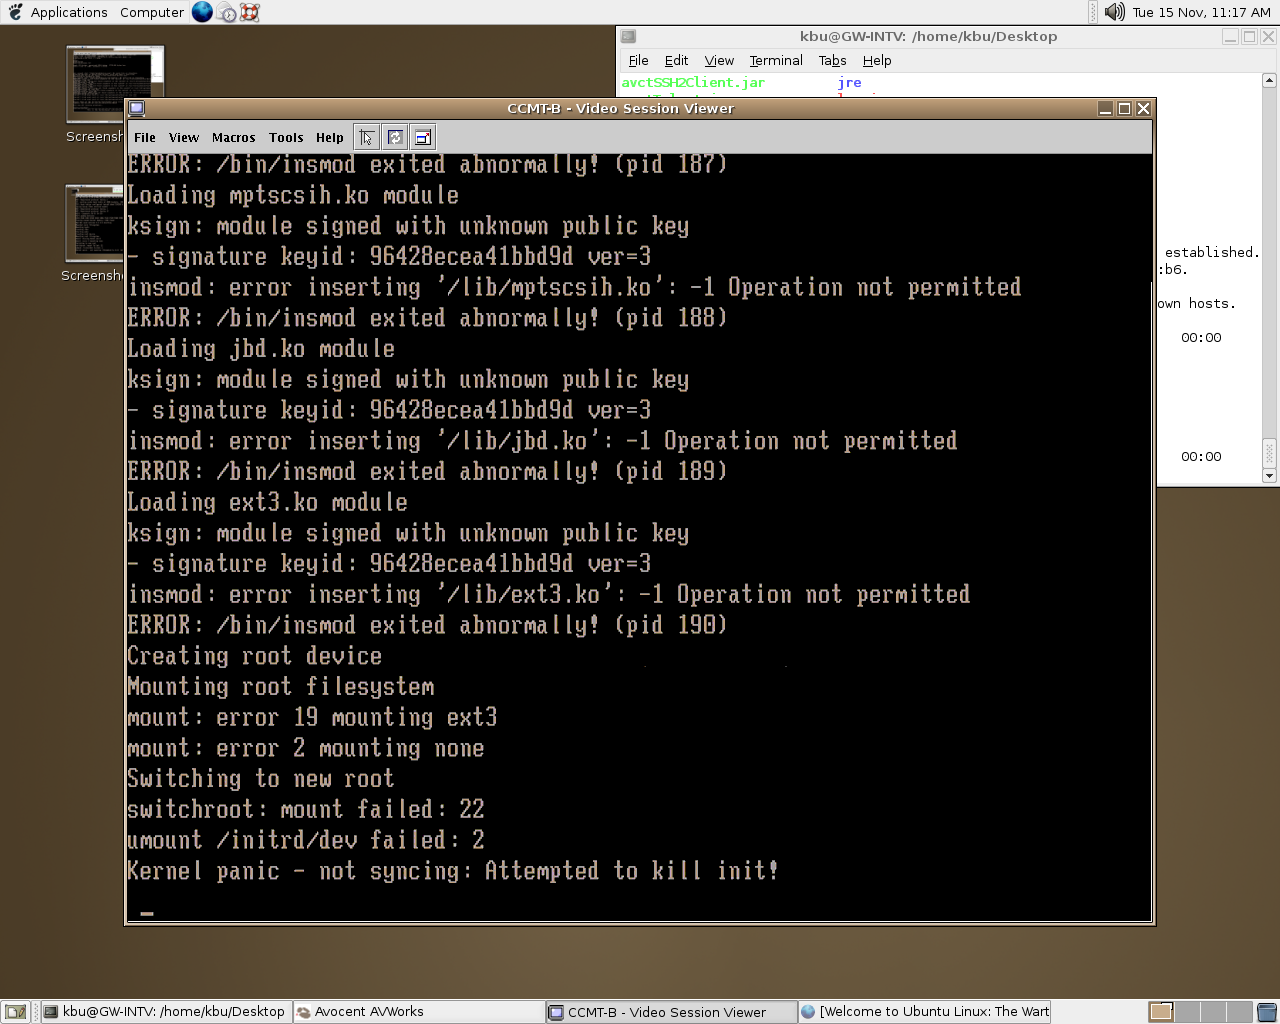 Applications Computer
Tue 15 Nov, 11:17 AM
kbu@GW-INTV: /home/kbu/Desktop
File Edit View Terminal Tabs Help
avctSSH2Client.jar jre
Screensh
Screensh
established.
:b6.
own hosts.
00:00
00:00
CCMT-B - Video Session Viewer
File View Macros Tools Help
ERROR: /bin/insmod exited abnormally! (pid 187)
Loading mptscsih.ko module
ksign: module signed with unknown public key
- signature keyid: 96428ecea41bbd9d ver=3
insmod: error inserting '/lib/mptscsih.ko': -1 Operation not permitted
ERROR: /bin/insmod exited abnormally! (pid 188)
Loading jbd.ko module
ksign: module signed with unknown public key
- signature keyid: 96428ecea41bbd9d ver=3
insmod: error inserting '/lib/jbd.ko': -1 Operation not permitted
ERROR: /bin/insmod exited abnormally! (pid 189)
Loading ext3.ko module
ksign: module signed with unknown public key
- signature keyid: 96428ecea41bbd9d ver=3
insmod: error inserting '/lib/ext3.ko': -1 Operation not permitted
ERROR: /bin/insmod exited abnormally! (pid 190)
Creating root device
Mounting root filesystem
mount: error 19 mounting ext3
mount: error 2 mounting none
Switching to new root
switchroot: mount failed: 22
umount /initrd/dev failed: 2
Kernel panic - not syncing: Attempted to kill init!
kbu@GW-INTV: /home/kbu/Desktop
Avocent AVWorks
CCMT-B - Video Session Viewer
[Welcome to Ubuntu Linux: The Wart